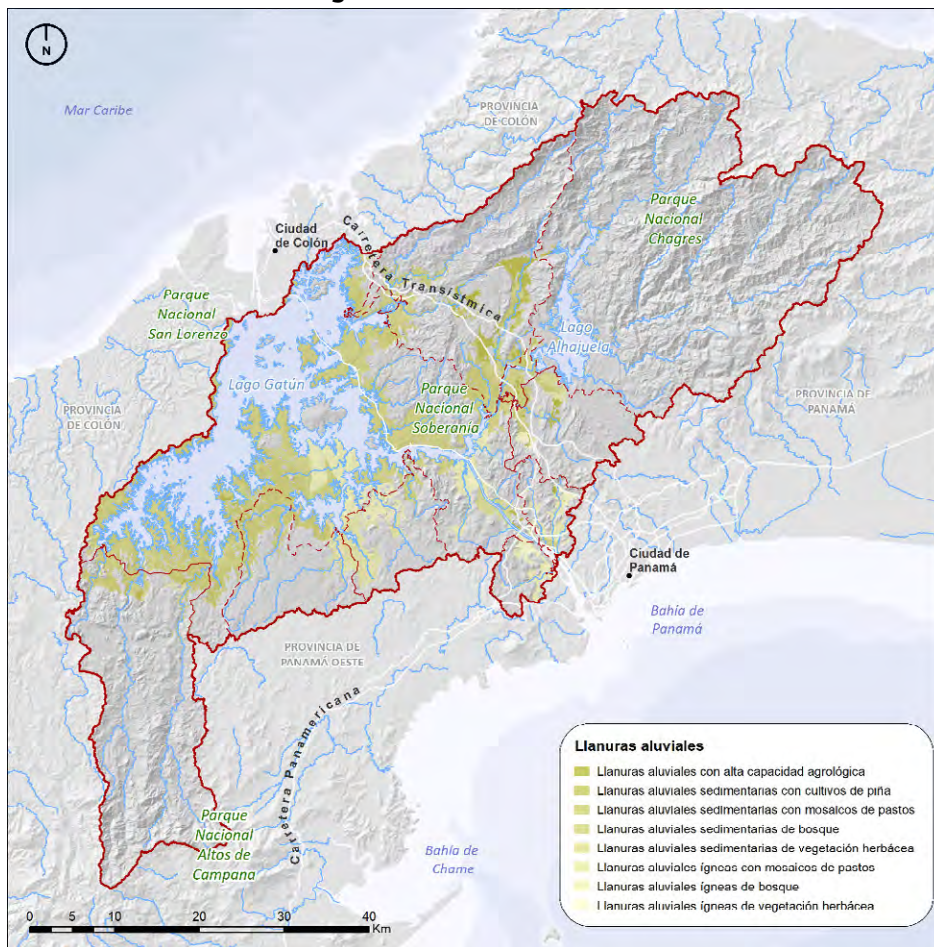 N
Mar Caribe
PROVINCIA
DE COLÓN
Ciudad
de Colón
Carretera Transístmica
Parque
Nacional
Chagres
Parque
Nacional
San Lorenzo
Lago
Alhajuela
Lago Gatún
Parque
Nacional
Soberanía
PROVINCIA
DE COLÓN
PROVINCIA DE
PANAMÁ
Ciudad de
Panamá
Bahía de
Panamá
PROVINCIA DE
PANAMÁ OESTE
Carretera Panamericana
Parque
Nacional
Altos de
Campana
Bahía de
Chame
Llanuras aluviales
Llanuras aluviales con alta capacidad agrológica
Llanuras aluviales sedimentarias con cultivos de piña
Llanuras aluviales sedimentarias con mosaicos de pastos
Llanuras aluviales sedimentarias de bosque
Llanuras aluviales sedimentarias de vegetación herbácea
Llanuras aluviales ígneas con mosaicos de pastos
Llanuras aluviales ígneas de bosque
Llanuras aluviales ígneas de vegetación herbácea
0 5 10 20 30 40
Km